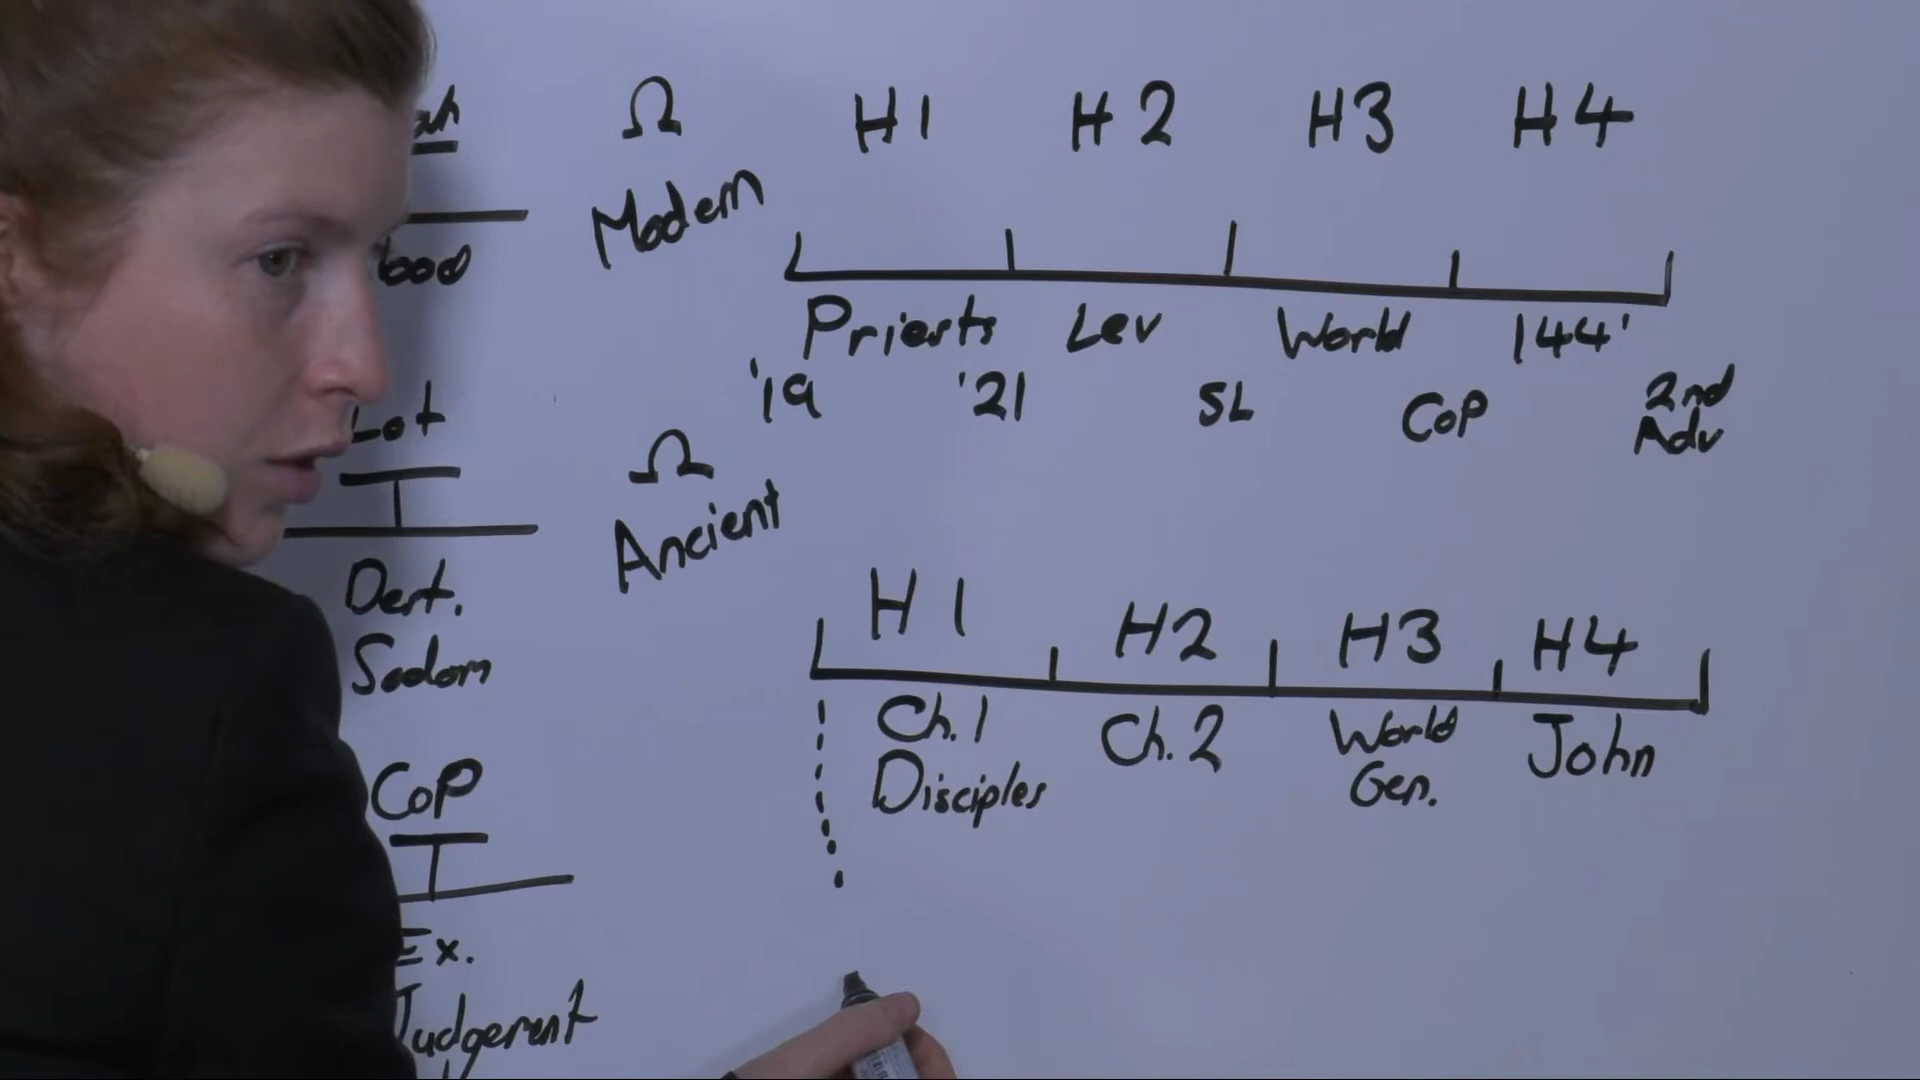 Ω H1 H2 H3 H4
Modern
Priests Lev World 144'
'19 '21 SL CoP 2nd
Adv
Lot
Ω
Ancient
Dest.
Sodom
H1 H2 H3 H4
Ch.1 Ch.2 World John
Disciples Gen.
CoP
Ex.
Judgement